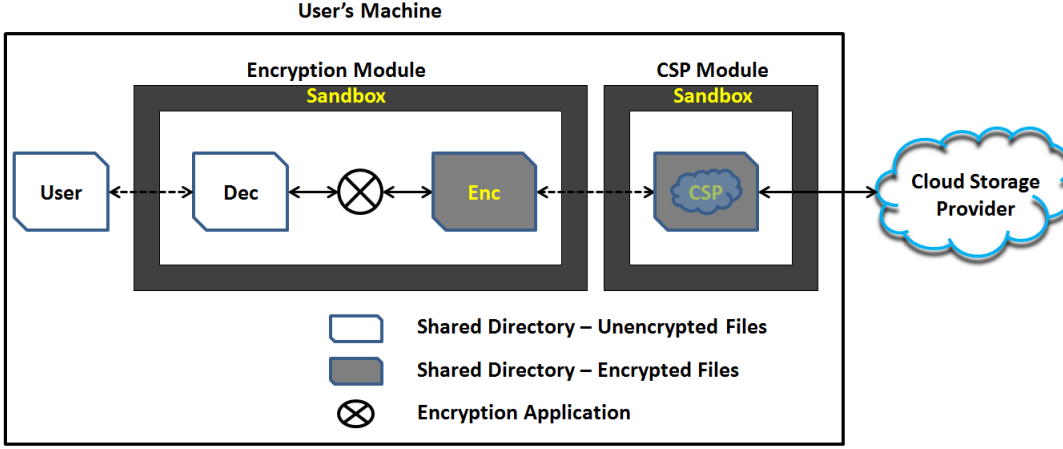 User's Machine
Encryption Module
CSP Module
Sandbox
Sandbox
User
Dec
Enc
CSP
Cloud Storage
Provider
Shared Directory – Unencrypted Files
Shared Directory – Encrypted Files
Encryption Application